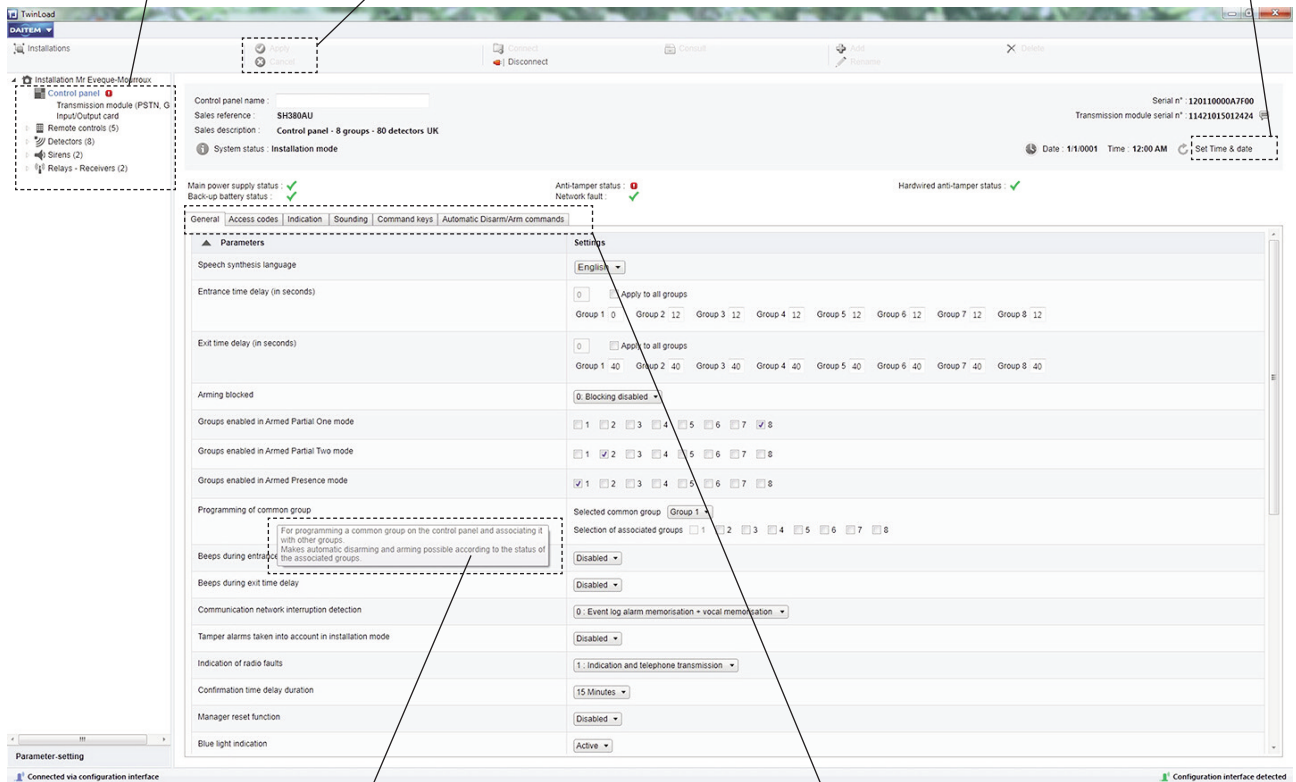 TwinLoad
DAITEM
Installations
Apply
Cancel
Connect
Disconnect
Consult
Add
Rename
Delete
Installation Mr Eveque-Mourroux
Control panel
Transmission module (PSTN, G
Input/Output card
Remote controls (5)
Detectors (8)
Sirens (2)
Relays - Receivers (2)
Control panel name :
Sales reference : SH380AU
Sales description : Control panel - 8 groups - 80 detectors UK
System status : Installation mode
Serial n° : 120110000A7F00
Transmission module serial n° : 11421015012424
Date : 1/1/0001 Time : 12:00 AM Set Time & date
Main power supply status :
Back-up battery status :
Anti-tamper status :
Network fault :
Hardwired anti-tamper status :
General Access codes Indication Sounding Command keys Automatic Disarm/Arm commands
Parameters Settings
Speech synthesis language English
Entrance time delay (in seconds) 0 Apply to all groups
Group 1 0 Group 2 12 Group 3 12 Group 4 12 Group 5 12 Group 6 12 Group 7 12 Group 8 12
Exit time delay (in seconds) 0 Apply to all groups
Group 1 40 Group 2 40 Group 3 40 Group 4 40 Group 5 40 Group 6 40 Group 7 40 Group 8 40
Arming blocked 0: Blocking disabled
Groups enabled in Armed Partial One mode 1 2 3 4 5 6 7 8
Groups enabled in Armed Partial Two mode 1 2 3 4 5 6 7 8
Groups enabled in Armed Presence mode 1 2 3 4 5 6 7 8
Programming of common group Selected common group Group 1
Selection of associated groups 1 2 3 4 5 6 7 8
For programming a common group on the control panel and associating it
with other groups.
Makes automatic disarming and arming possible according to the status of
the associated groups.
Beeps during entrance Disabled
Beeps during exit time delay Disabled
Communication network interruption detection 0 : Event log alarm memorisation + vocal memorisation
Tamper alarms taken into account in installation mode Disabled
Indication of radio faults 1 : Indication and telephone transmission
Confirmation time delay duration 15 Minutes
Manager reset function Disabled
Blue light indication Active
Parameter-setting
Connected via configuration interface
Configuration interface detected